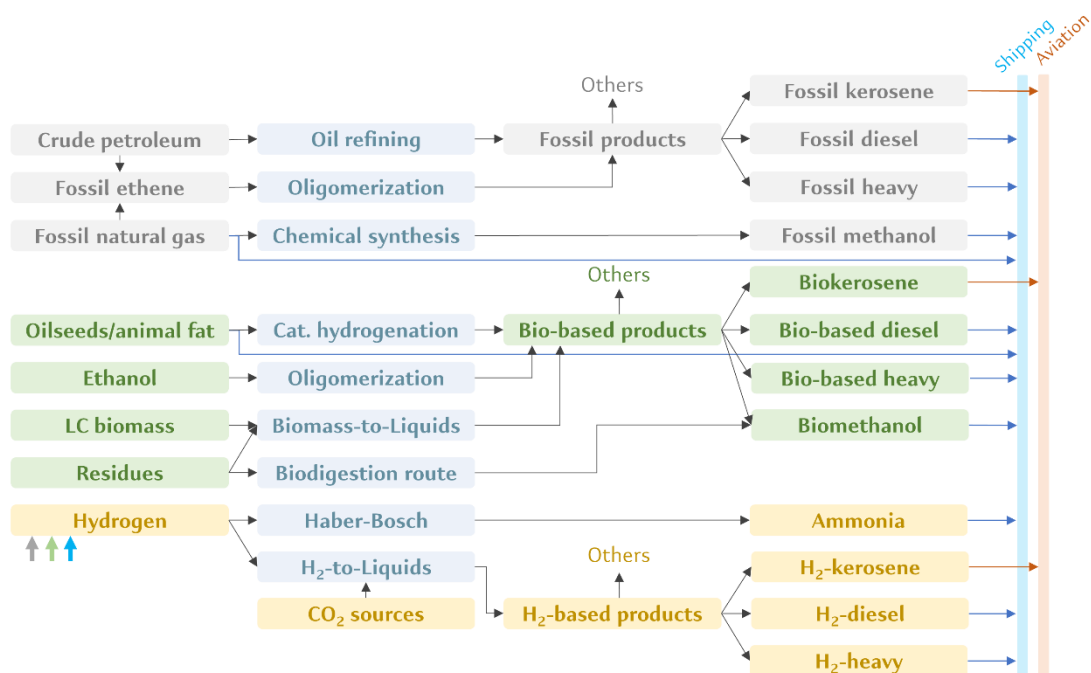 Shipping
Aviation
Others
Fossil kerosene
Crude petroleum
Oil refining
Fossil products
Fossil diesel
Fossil ethene
Oligomerization
Fossil heavy
Fossil natural gas
Chemical synthesis
Fossil methanol
Others
Biokerosene
Oilseeds/animal fat
Cat. hydrogenation
Bio-based products
Bio-based diesel
Ethanol
Oligomerization
Bio-based heavy
LC biomass
Biomass-to-Liquids
Biomethanol
Residues
Biodigestion route
Hydrogen
Haber-Bosch
Ammonia
H₂-to-Liquids
Others
H₂-kerosene
CO₂ sources
H₂-based products
H₂-diesel
H₂-heavy